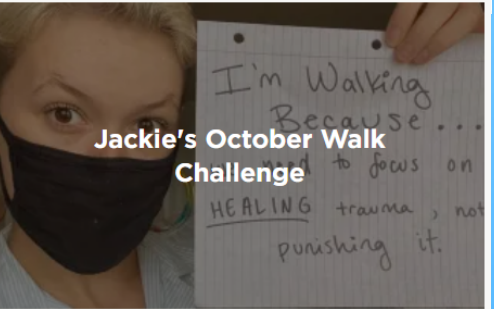 I'm Walking
Because...
Jackie's October Walk
Challenge
need to focus on
HEALING trauma, not
punishing it.